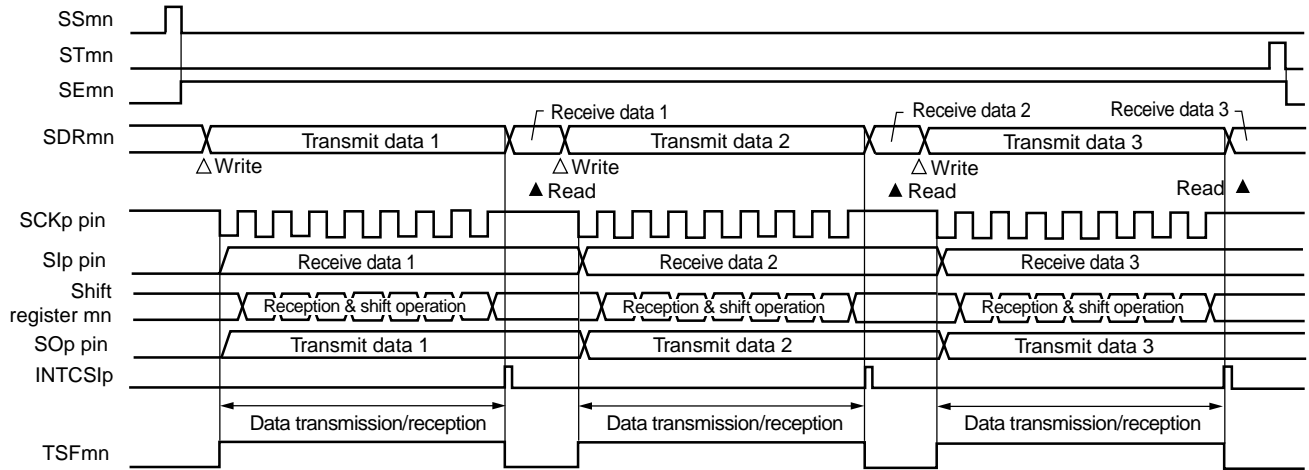 SSmn
STmn
SEmn
Receive data 1
Receive data 2
Receive data 3
SDRmn
Transmit data 1
Transmit data 2
Transmit data 3
△Write
△Write
△Write
▲Read
▲Read
Read ▲
SCKp pin
SIp pin
Receive data 1
Receive data 2
Receive data 3
Shift
register mn
Reception & shift operation
Reception & shift operation
Reception & shift operation
SOp pin
Transmit data 1
Transmit data 2
Transmit data 3
INTCSIp
Data transmission/reception
Data transmission/reception
Data transmission/reception
TSFmn